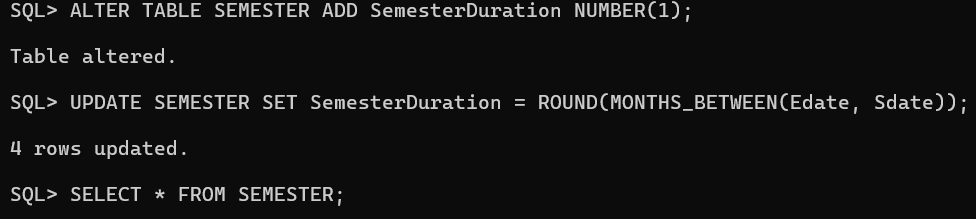 SQL> ALTER TABLE SEMESTER ADD SemesterDuration NUMBER(1);
Table altered.
SQL> UPDATE SEMESTER SET SemesterDuration = ROUND(MONTHS_BETWEEN(Edate, Sdate));
4 rows updated.
SQL> SELECT * FROM SEMESTER;